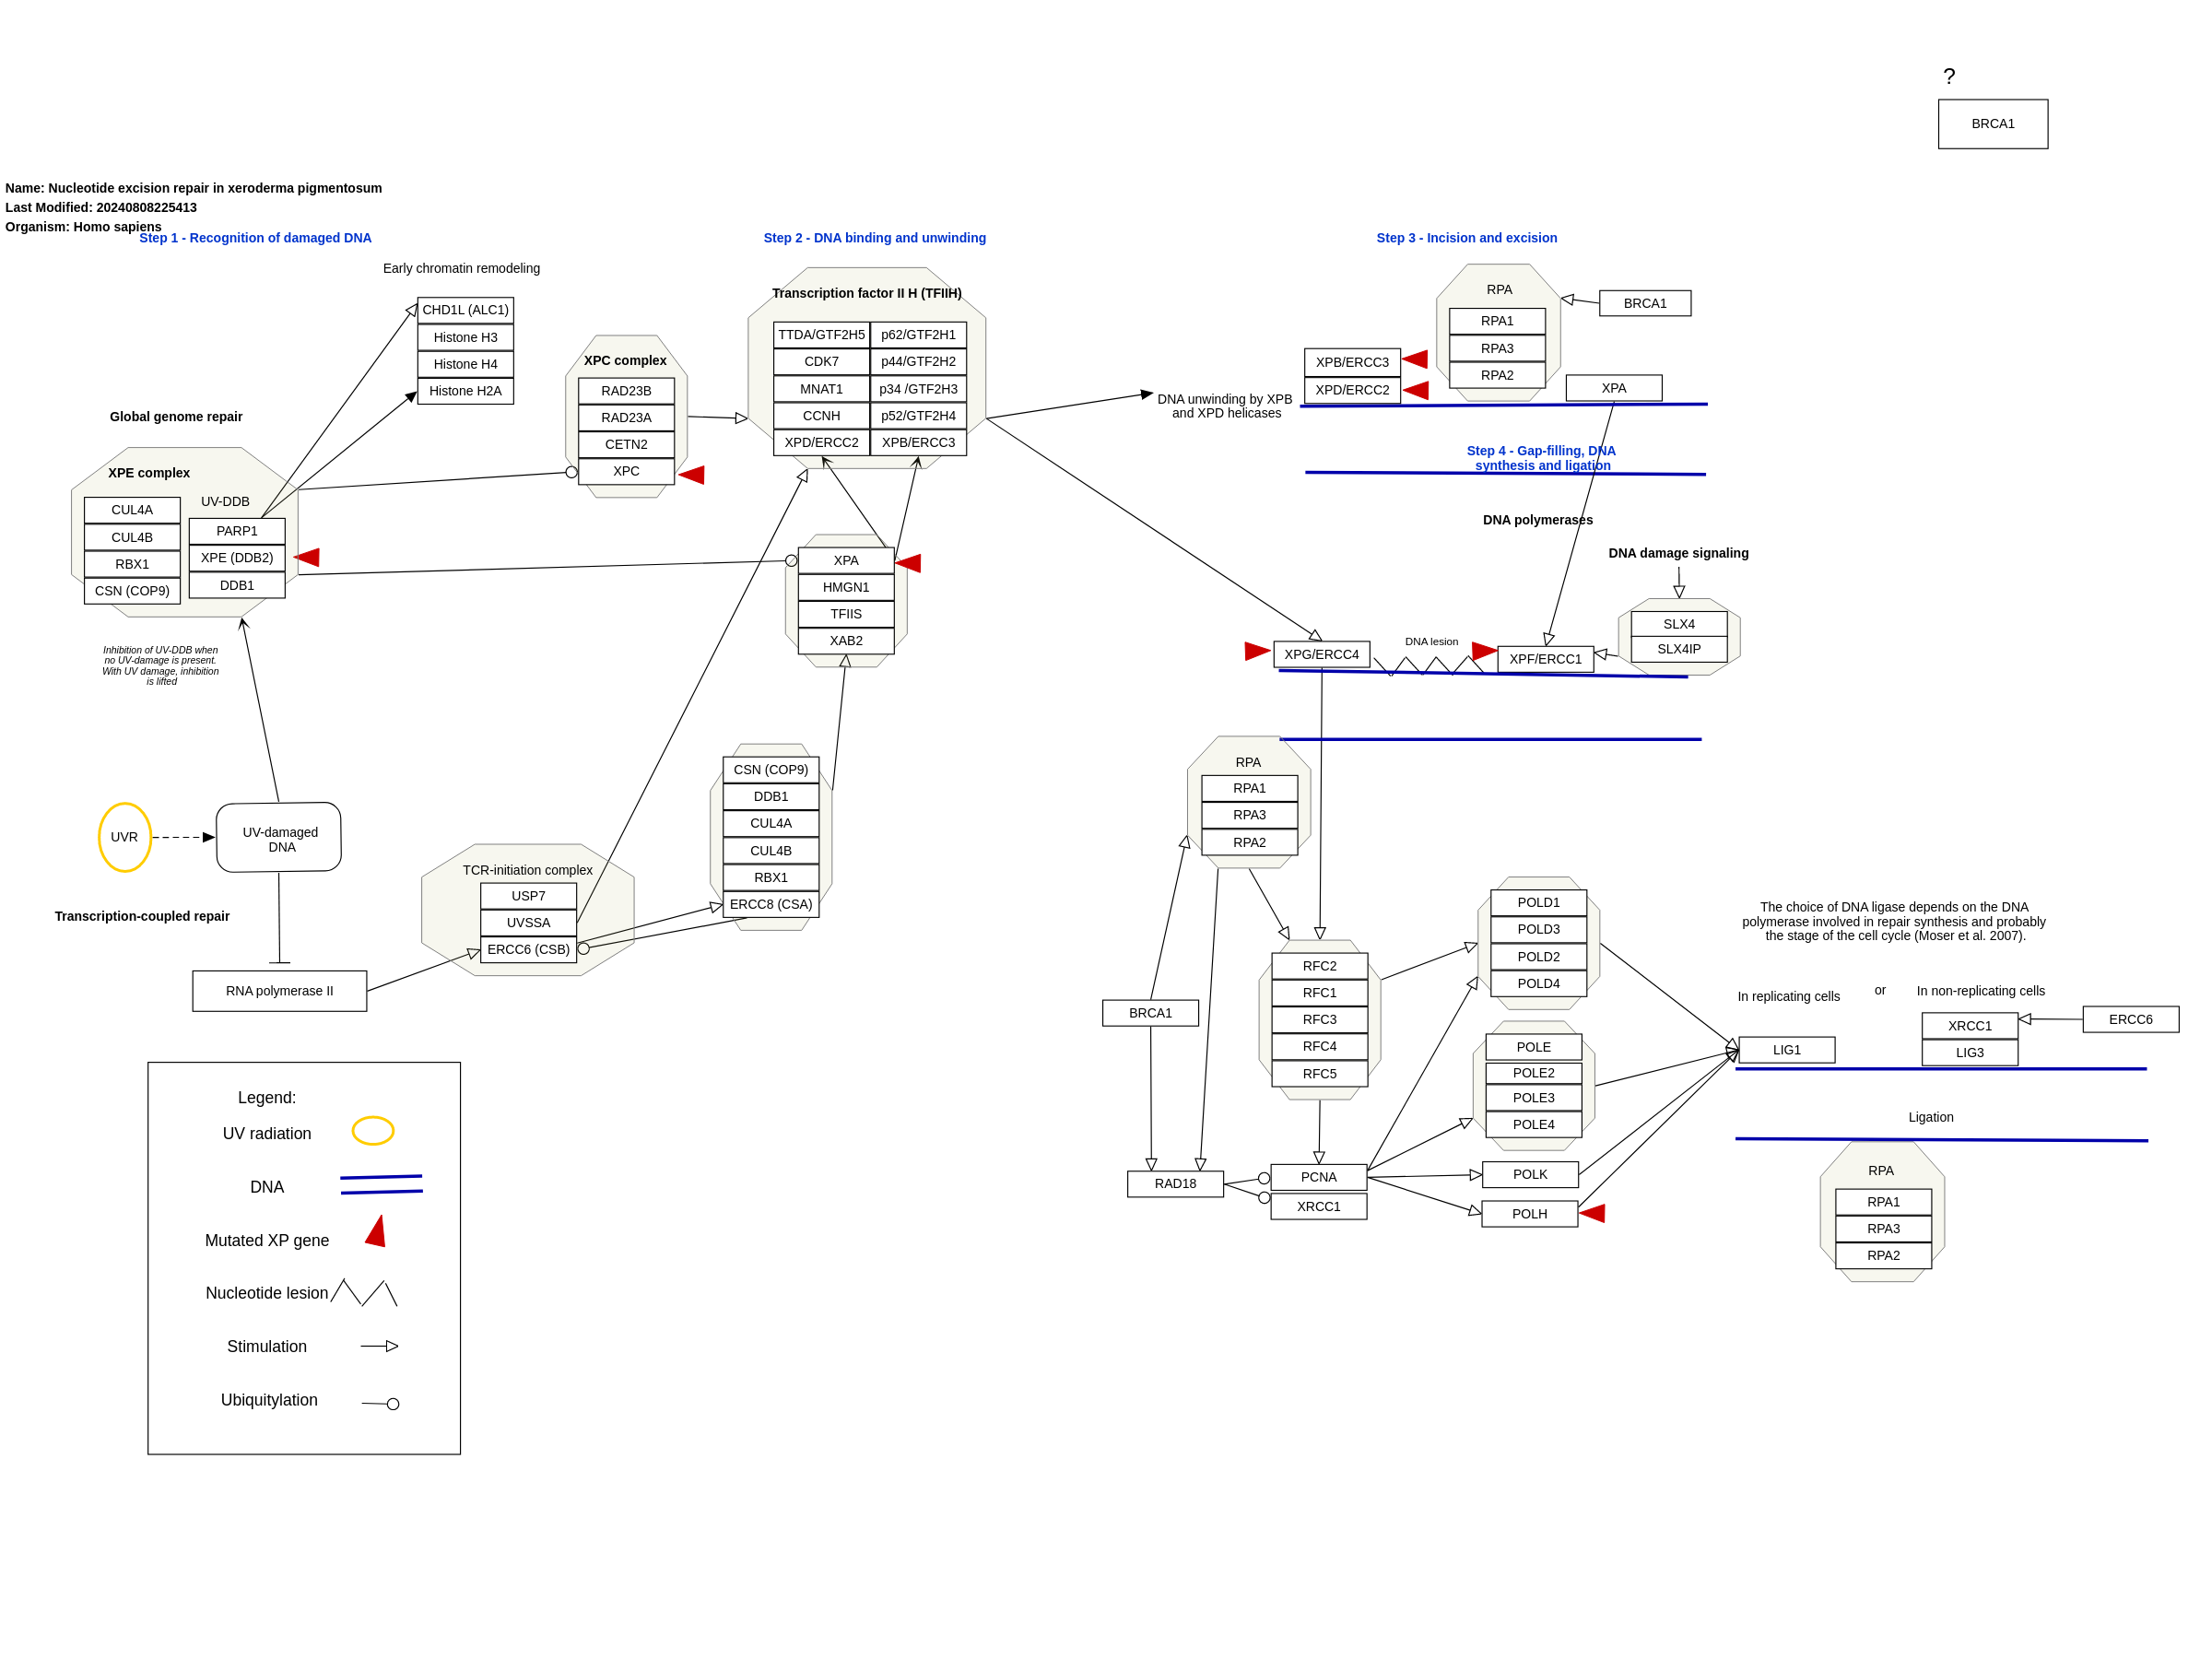 ?
BRCA1
Name: Nucleotide excision repair in xeroderma pigmentosum
Last Modified: 20240808225413
Organism: Homo sapiens
Step 1 - Recognition of damaged DNA
Step 2 - DNA binding and unwinding
Step 3 - Incision and excision
Early chromatin remodeling
CHD1L (ALC1)
Histone H3
Histone H4
Histone H2A
Global genome repair
XPE complex
UV-DDB
CUL4A
CUL4B
RBX1
CSN (COP9)
PARP1
XPE (DDB2)
DDB1
Inhibition of UV-DDB when
no UV-damage is present.
With UV damage, inhibition
is lifted
XPC complex
RAD23B
RAD23A
CETN2
XPC
Transcription factor II H (TFIIH)
TTDA/GTF2H5
p62/GTF2H1
CDK7
p44/GTF2H2
MNAT1
p34 /GTF2H3
CCNH
p52/GTF2H4
XPD/ERCC2
XPB/ERCC3
XPA
HMGN1
TFIIS
XAB2
DNA unwinding by XPB
and XPD helicases
XPB/ERCC3
XPD/ERCC2
RPA
RPA1
RPA3
RPA2
BRCA1
XPA
Step 4 - Gap-filling, DNA
synthesis and ligation
DNA polymerases
DNA damage signaling
SLX4
SLX4IP
XPG/ERCC4
DNA lesion
XPF/ERCC1
UVR
UV-damaged
DNA
Transcription-coupled repair
RNA polymerase II
TCR-initiation complex
USP7
UVSSA
ERCC6 (CSB)
CSN (COP9)
DDB1
CUL4A
CUL4B
RBX1
ERCC8 (CSA)
RPA
RPA1
RPA3
RPA2
BRCA1
RAD18
RFC2
RFC1
RFC3
RFC4
RFC5
PCNA
XRCC1
POLD1
POLD3
POLD2
POLD4
POLE
POLE2
POLE3
POLE4
POLK
POLH
The choice of DNA ligase depends on the DNA
polymerase involved in repair synthesis and probably
the stage of the cell cycle (Moser et al. 2007).
In replicating cells
or
In non-replicating cells
LIG1
XRCC1
LIG3
ERCC6
Ligation
RPA
RPA1
RPA3
RPA2
Legend:
UV radiation
DNA
Mutated XP gene
Nucleotide lesion
Stimulation
Ubiquitylation